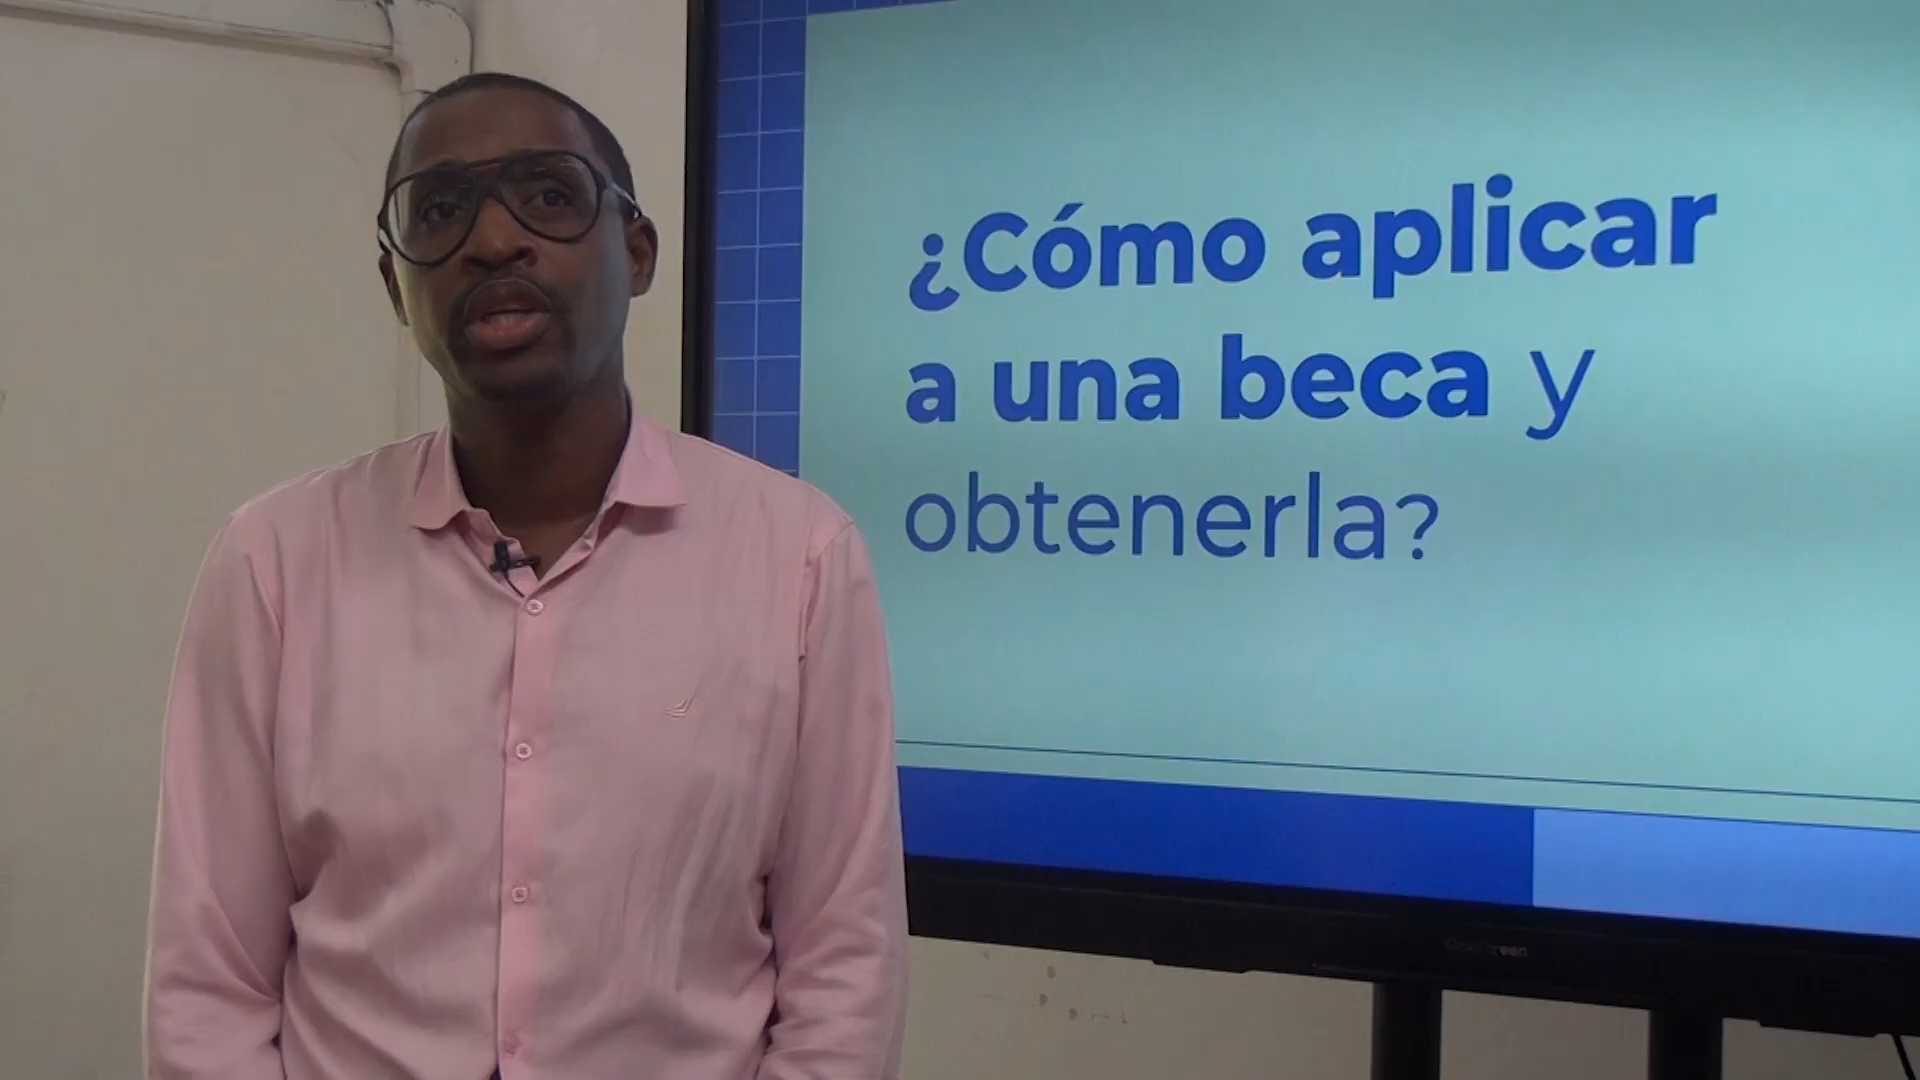 ¿Cómo aplicar
a una beca y
obtenerla?